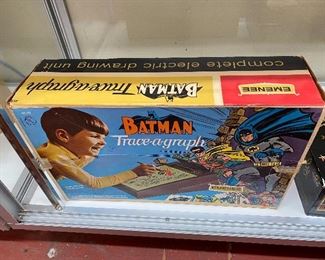 complete electric drawing unit
BATMAN Trace-a-graph
EMENEE
BATMAN
Trace-a-graph